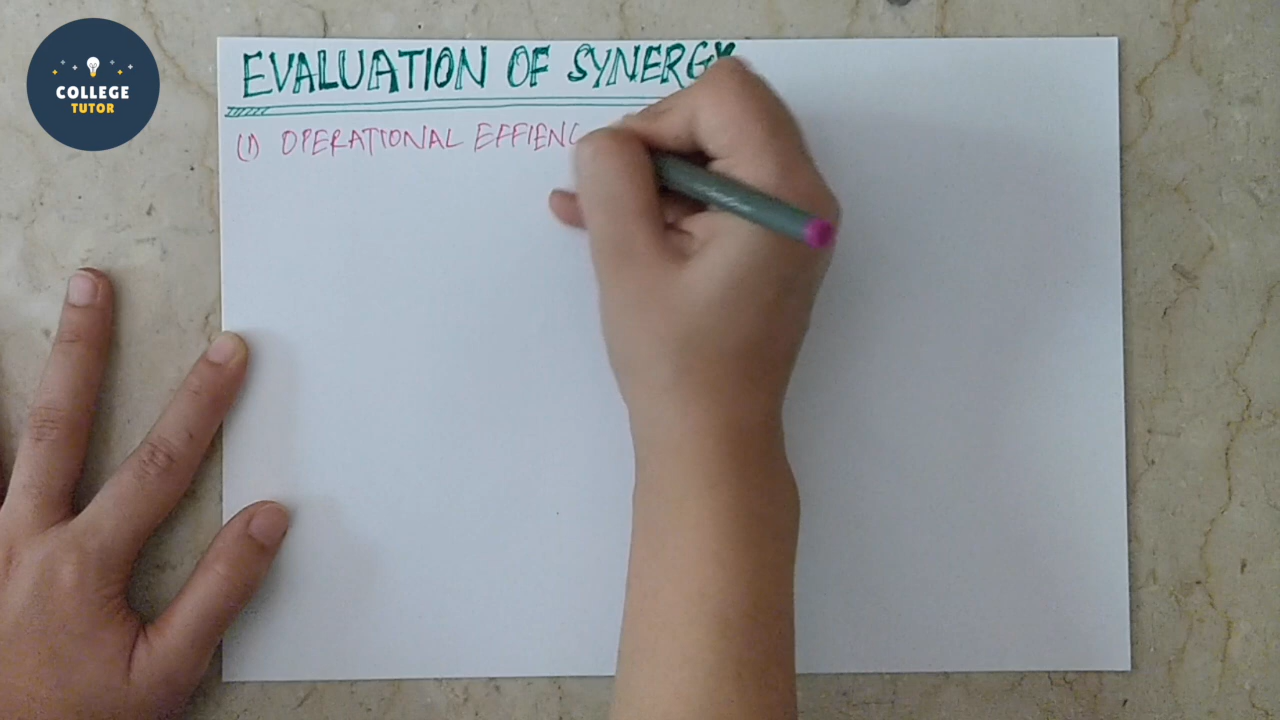 COLLEGE
TUTOR
EVALUATION OF SYNERGY
(1) OPERATIONAL EFFIENC